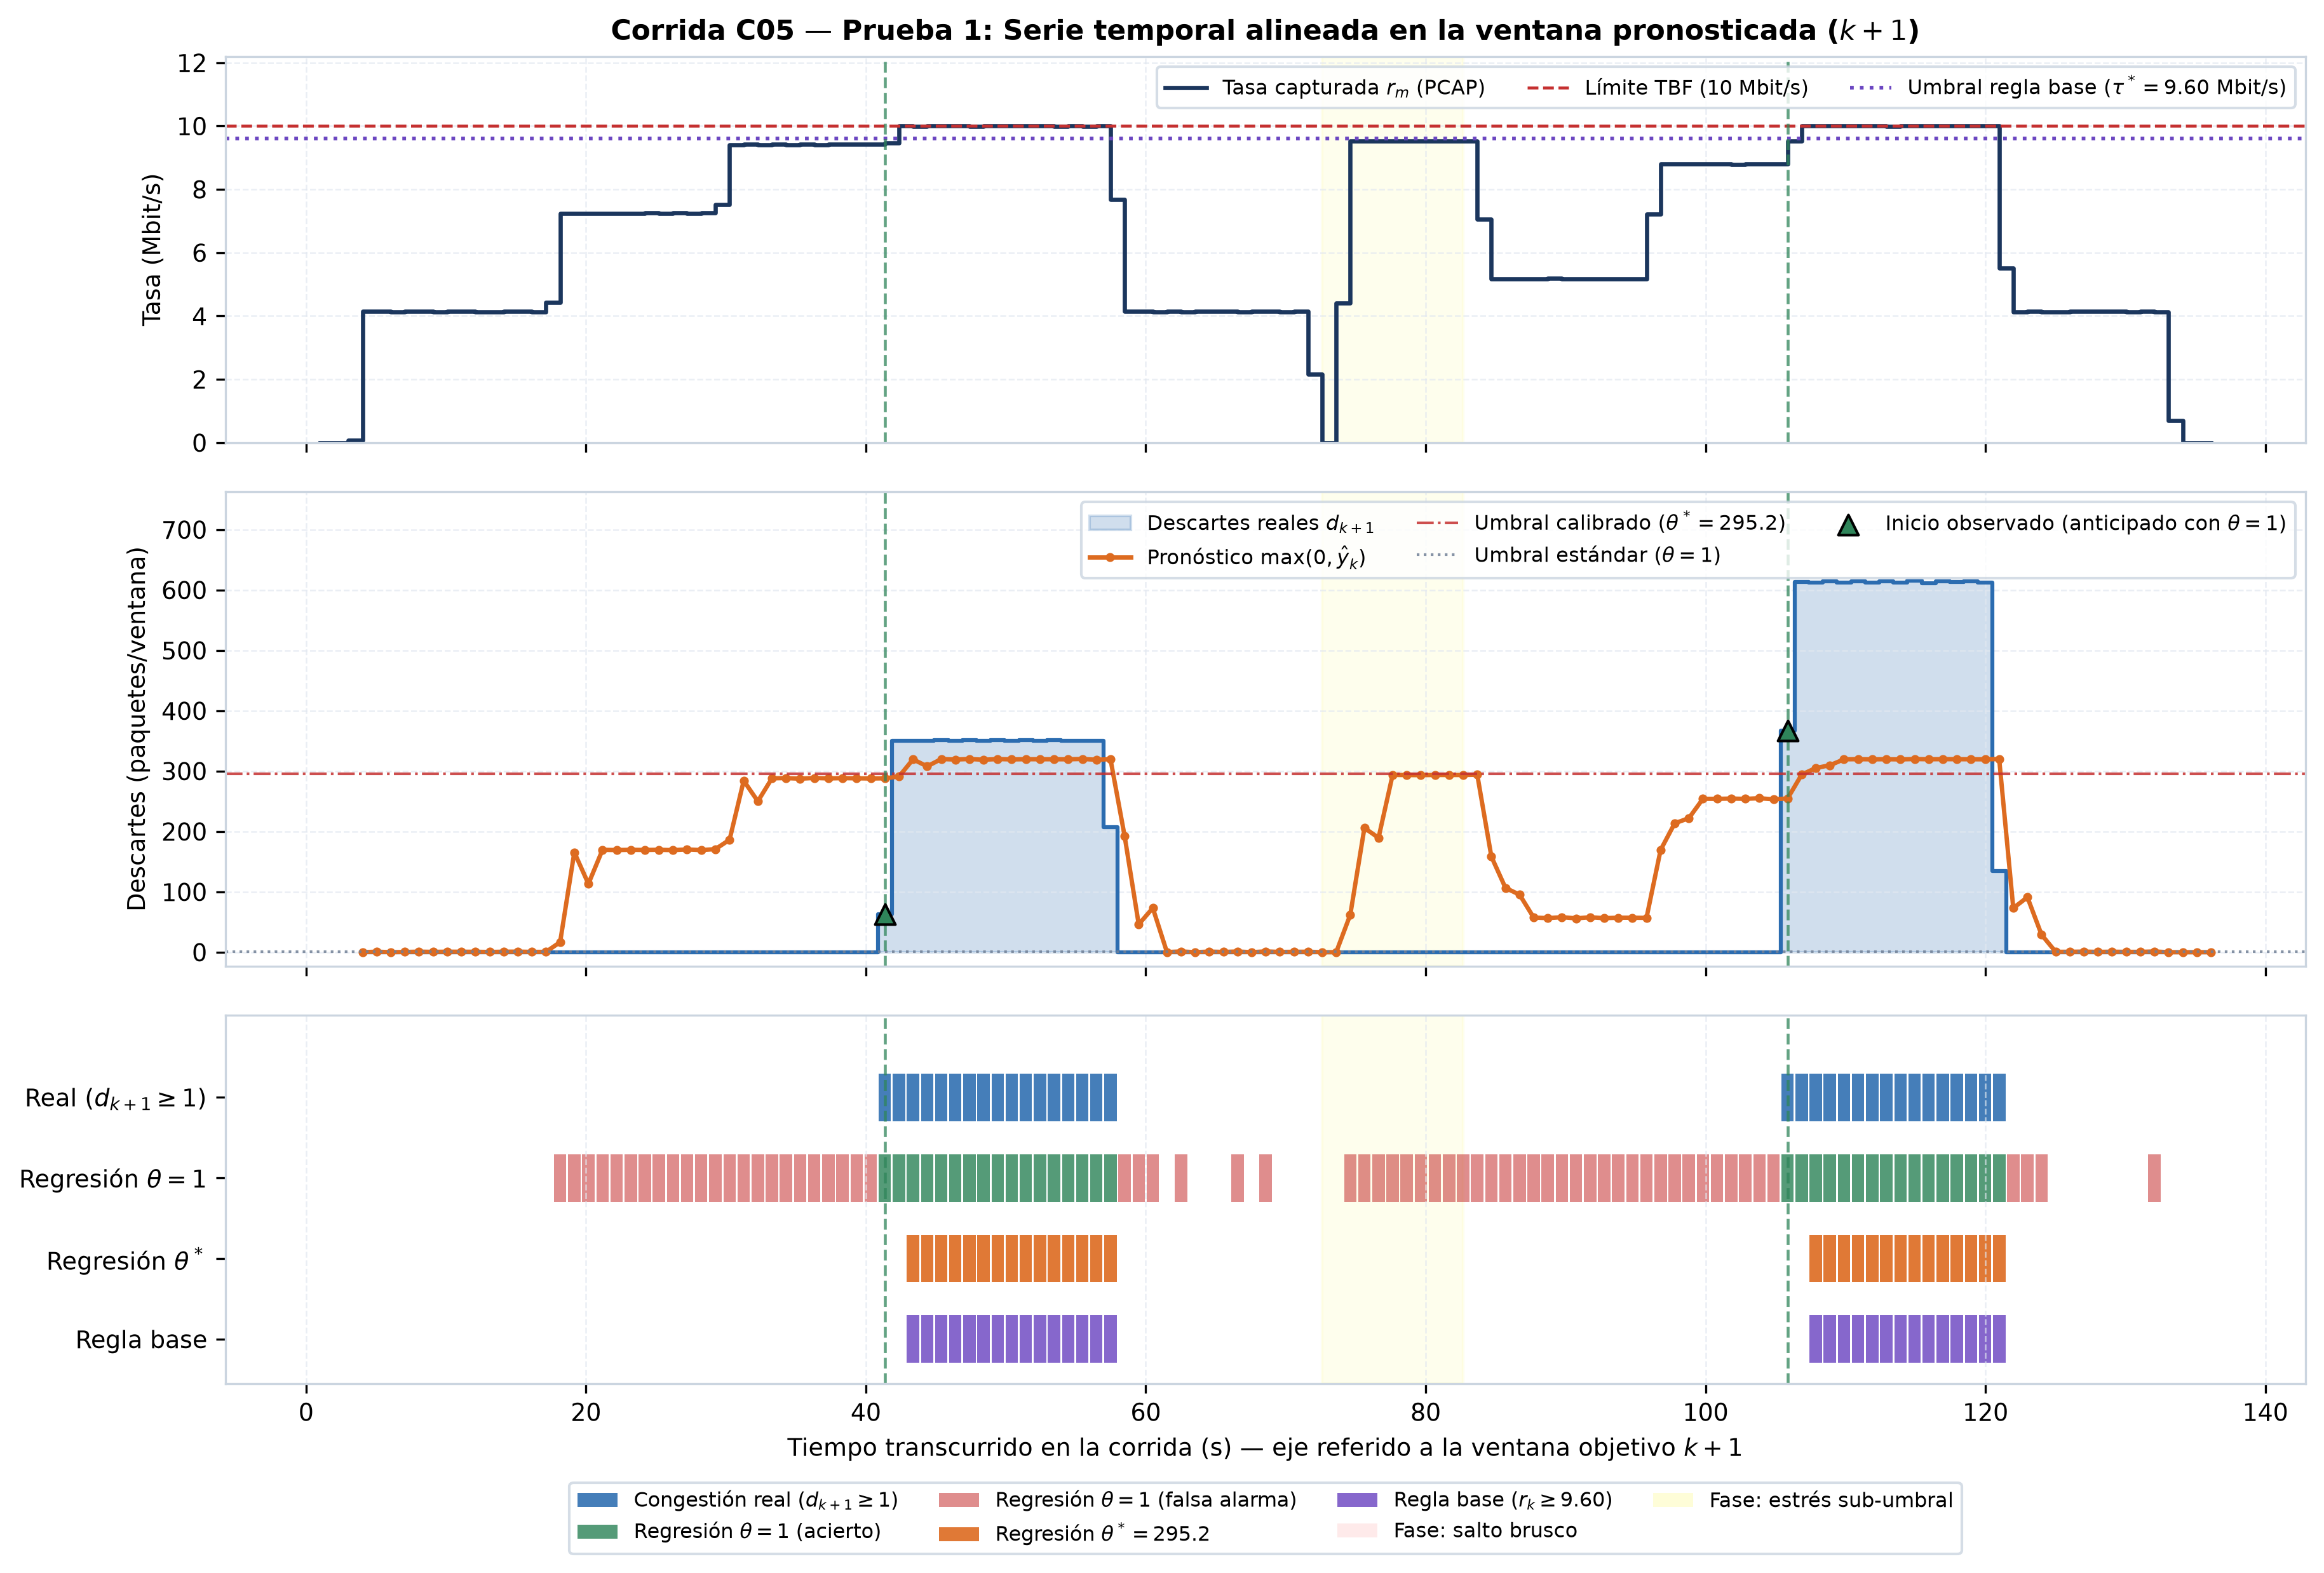 Corrida C05 — Prueba 1: Serie temporal alineada en la ventana pronosticada (k + 1)
Tasa capturada r_m (PCAP)
Límite TBF (10 Mbit/s)
Umbral regla base (τ* = 9.60 Mbit/s)
Tasa (Mbit/s)
12
10
8
6
4
2
0
Descartes reales d_{k+1}
Pronóstico max(0, ŷ_k)
Umbral calibrado (θ* = 295.2)
Umbral estándar (θ = 1)
Inicio observado (anticipado con θ = 1)
Descartes (paquetes/ventana)
700
600
500
400
300
200
100
0
Real (d_{k+1} ≥ 1)
Regresión θ = 1
Regresión θ*
Regla base
0 20 40 60 80 100 120 140
Tiempo transcurrido en la corrida (s) — eje referido a la ventana objetivo k + 1
Congestión real (d_{k+1} ≥ 1)
Regresión θ = 1 (acierto)
Regresión θ = 1 (falsa alarma)
Regresión θ* = 295.2
Regla base (r_k ≥ 9.60)
Fase: salto brusco
Fase: estrés sub-umbral